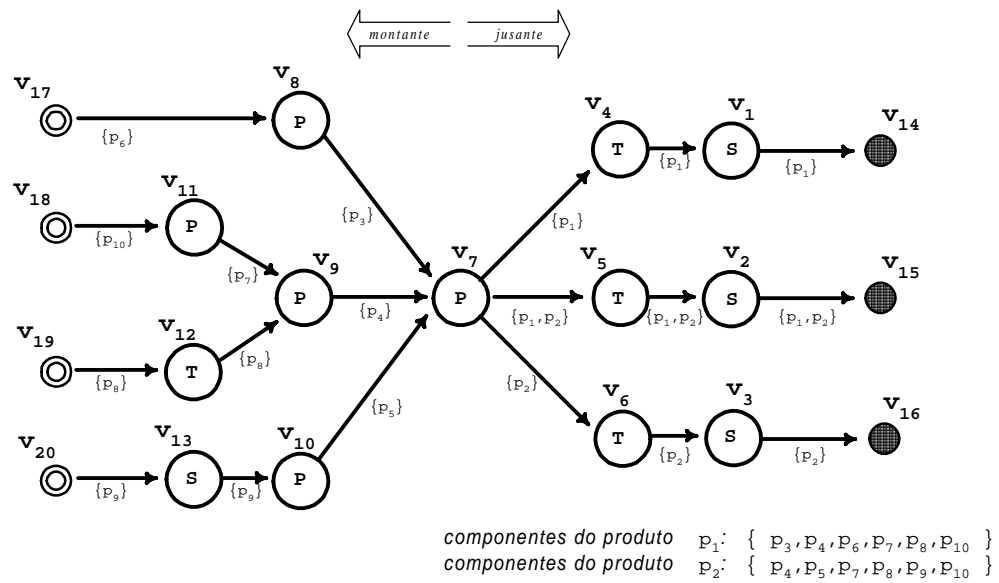 montante jusante
v17
v8
P
{p6}
v4
T
{p1}
v1
S
{p1}
v14
v18
{p10}
v11
P
{p7}
{p3}
{p1}
v9
P
{p4}
v7
P
{p1,p2}
v5
T
{p1,p2}
v2
S
{p1,p2}
v15
v19
{p8}
v12
T
{p8}
{p5}
{p2}
v6
T
{p2}
v3
S
{p2}
v16
v20
{p9}
v13
S
{p9}
v10
P
componentes do produto p1: { p3,p4,p6,p7,p8,p10 }
componentes do produto p2: { p4,p5,p7,p8,p9,p10 }